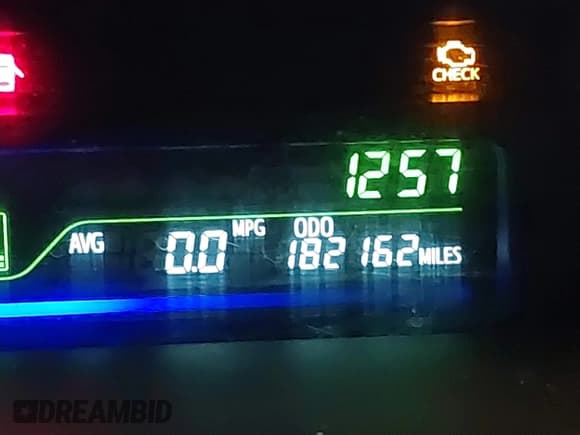 CHECK
1257
AVG 0.0 MPG ODO 182162 MILES
DREAMBID